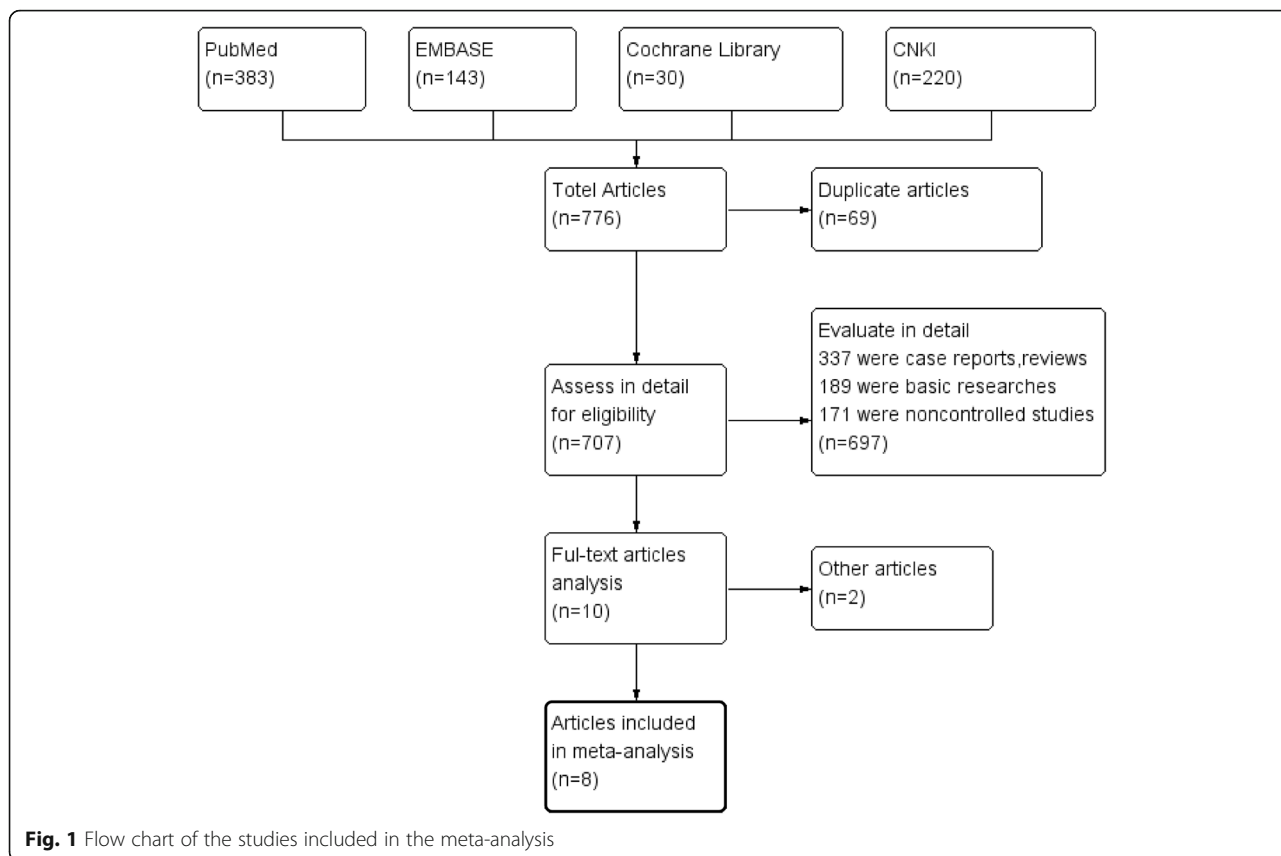 PubMed
(n=383)
EMBASE
(n=143)
Cochrane Library
(n=30)
CNKI
(n=220)
Totel Articles
(n=776)
Duplicate articles
(n=69)
Assess in detail
for eligibility
(n=707)
Evaluate in detail
337 were case reports,reviews
189 were basic researches
171 were noncontrolled studies
(n=697)
Ful-text articles
analysis
(n=10)
Other articles
(n=2)
Articles included
in meta-analysis
(n=8)
Fig. 1 Flow chart of the studies included in the meta-analysis